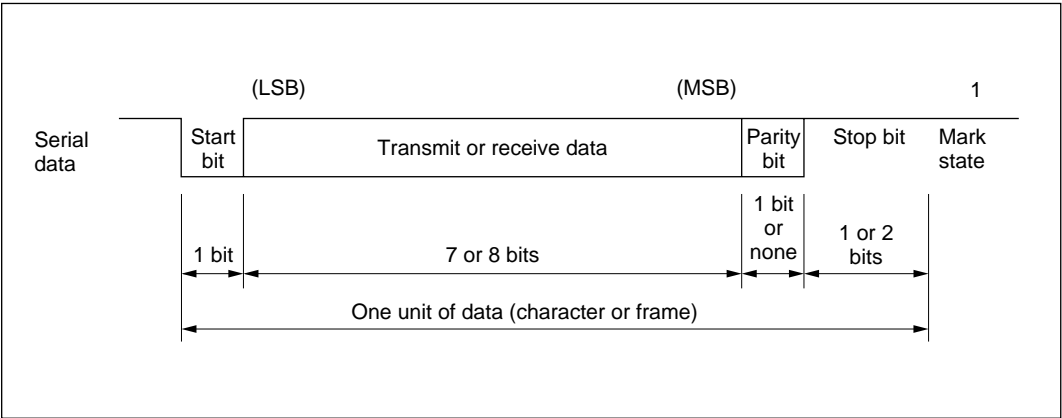 (LSB)
(MSB)
1
Serial
data
Start
bit
Transmit or receive data
Parity
bit
Stop bit
Mark
state
1 bit
7 or 8 bits
1 bit
or
none
1 or 2
bits
One unit of data (character or frame)